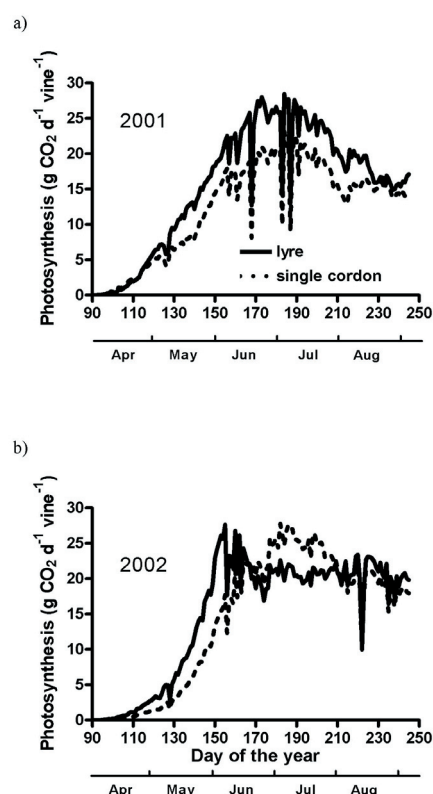 a)
Photosynthesis (g CO2 d-1 vine-1)
30
25
20
15
10
5
0
2001
lyre
single cordon
90 110 130 150 170 190 210 230 250
Apr May Jun Jul Aug
b)
Photosynthesis (g CO2 d-1 vine-1)
30
25
20
15
10
5
0
2002
90 110 130 150 170 190 210 230 250
Day of the year
Apr May Jun Jul Aug